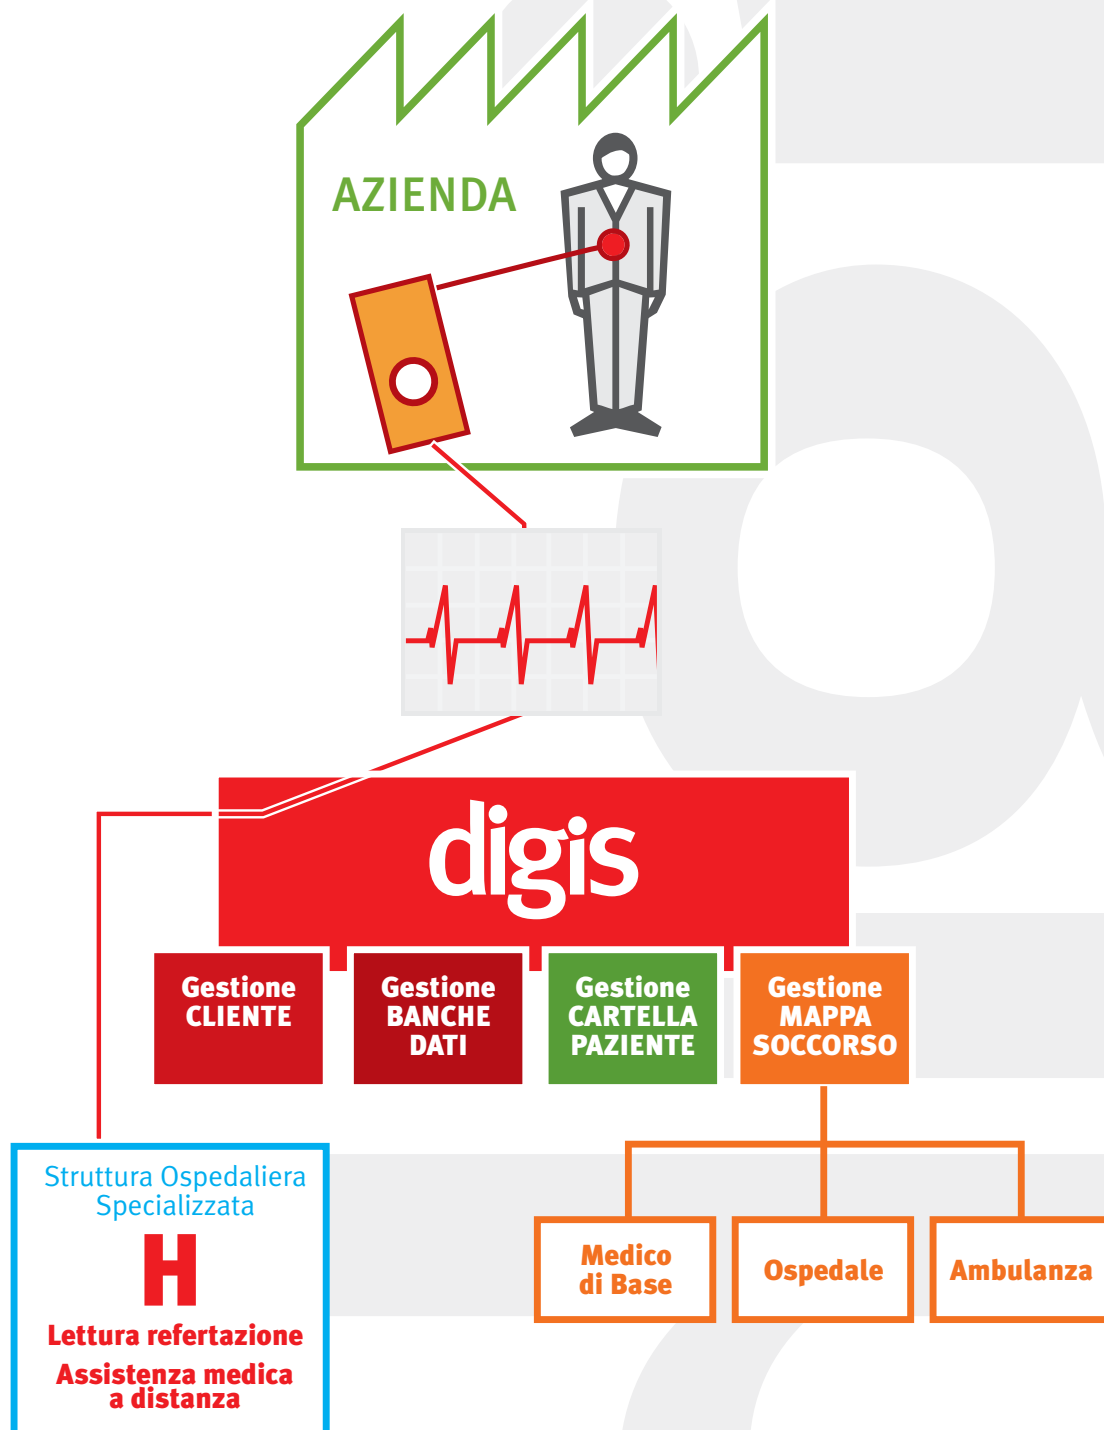 AZIENDA
digis
Gestione
CLIENTE
Gestione
BANCHE
DATI
Gestione
CARTELLA
PAZIENTE
Gestione
MAPPA
SOCCORSO
Struttura Ospedaliera
Specializzata
H
Lettura refertazione
Assistenza medica
a distanza
Medico
di Base
Ospedale
Ambulanza